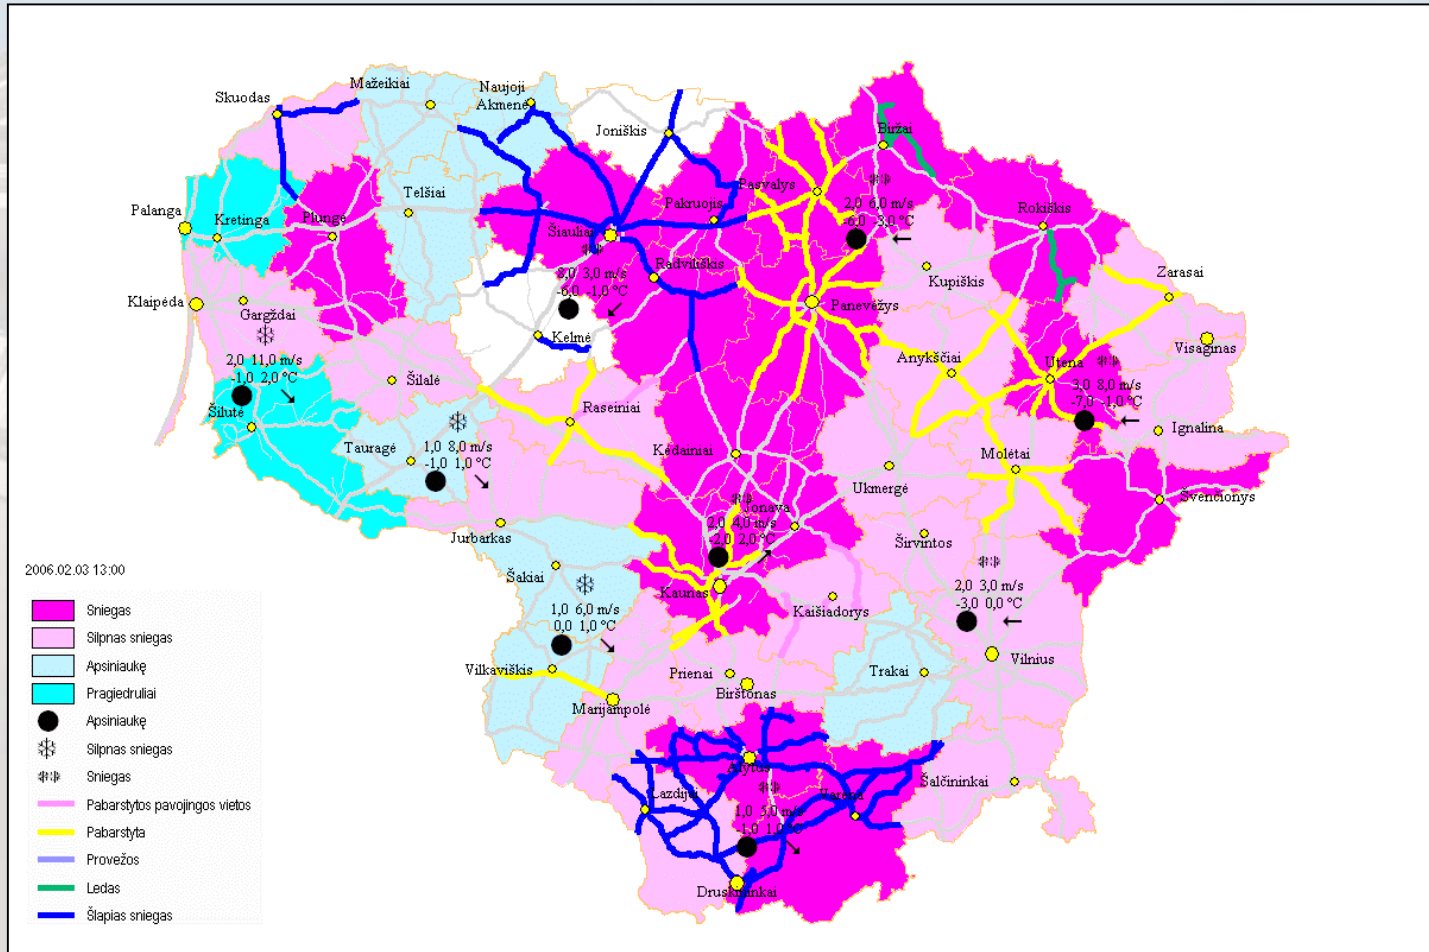 Mažeikiai
Naujoji
Akmenė
Skuodas
Joniškis
Biržai
Telšiai
Pasvalys
Palanga
Kretinga
Plungė
Pakruojis
2,0 6,0 m/s
-6,0 -3,0 °C
Rokiškis
Šiauliai
Radviliškis
8,0 3,0 m/s
-6,0 -1,0 °C
Kupiškis
Zarasai
Klaipėda
Gargždai
Panevėžys
Kelmė
Visaginas
2,0 11,0 m/s
-1,0 2,0 °C
Anykščiai
Utena
Šilalė
3,0 8,0 m/s
-7,0 -1,0 °C
Šilutė
Raseiniai
Ignalina
Tauragė
1,0 8,0 m/s
-1,0 1,0 °C
Kėdainiai
Molėtai
Ukmergė
Švenčionys
Jonava
2,0 4,0 m/s
-2,0 2,0 °C
Jurbarkas
Širvintos
2006.02.03 13:00
Šakiai
2,0 3,0 m/s
-3,0 0,0 °C
Kaunas
Kaišiadorys
1,0 6,0 m/s
0,0 1,0 °C
Vilnius
Vilkaviškis
Prienai
Trakai
Birštonas
Marijampolė
Alytus
Šalčininkai
Lazdijai
Varėna
1,0 5,0 m/s
-1,0 1,0 °C
Druskininkai
Sniegas
Silpnas sniegas
Apsiniaukę
Pragiedruliai
Apsiniaukę
Silpnas sniegas
Sniegas
Pabarstytos pavojingos vietos
Pabarstyta
Provežos
Ledas
Šlapias sniegas